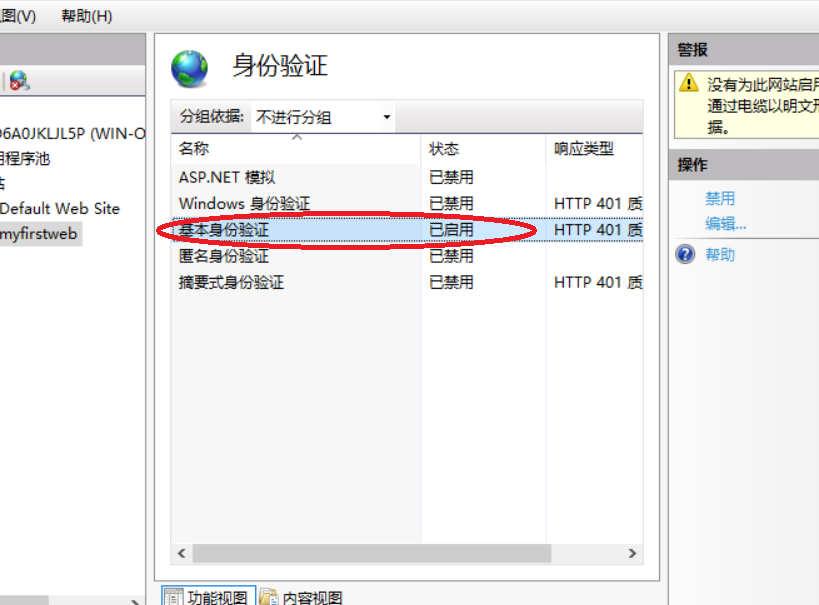 图(V) 帮助(H)
06A0JKLJL5P (WIN-O
用程序池
站
Default Web Site
myfirstweb
身份验证
分组依据: 不进行分组
名称 状态 响应类型
ASP.NET 模拟 已禁用
Windows 身份验证 已禁用 HTTP 401 质
基本身份验证 已启用 HTTP 401 质
匿名身份验证 已禁用
摘要式身份验证 已禁用 HTTP 401 质
功能视图 内容视图
警报
没有为此网站启用
通过电缆以明文形
据。
操作
禁用
编辑...
帮助